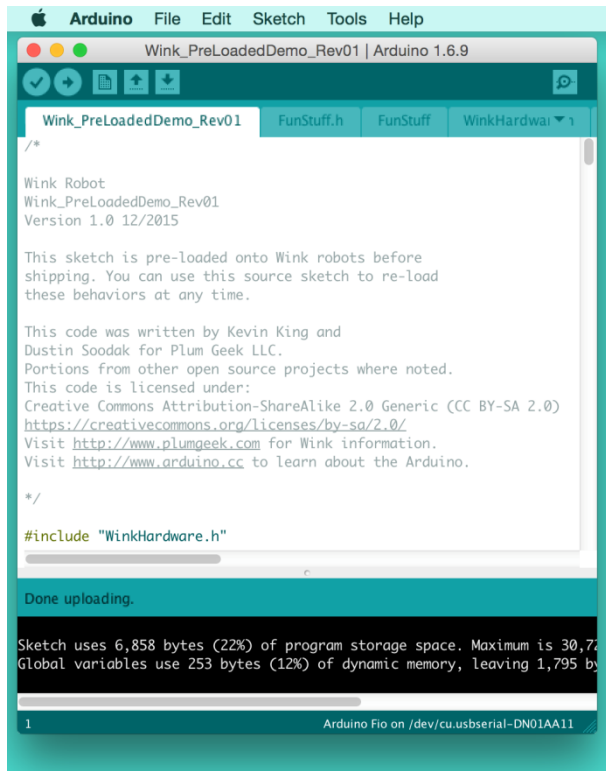 Arduino File Edit Sketch Tools Help
Wink_PreLoadedDemo_Rev01 | Arduino 1.6.9
Wink_PreLoadedDemo_Rev01 FunStuff.h FunStuff
/*
Wink Robot
Wink_PreLoadedDemo_Rev01
Version 1.0 12/2015
This sketch is pre-loaded onto Wink robots before
shipping. You can use this source sketch to re-load
these behaviors at any time.
This code was written by Kevin King and
Dustin Soodak for Plum Geek LLC.
Portions from other open source projects where noted.
This code is licensed under:
Creative Commons Attribution-ShareAlike 2.0 Generic (CC BY-SA 2.0)
https://creativecommons.org/licenses/by-sa/2.0/
Visit http://www.plumgeek.com for Wink information.
Visit http://www.arduino.cc to learn about the Arduino.
*/
#include "WinkHardware.h"
Done uploading.
Sketch uses 6,858 bytes (22%) of program storage space. Maximum is 30,72
Global variables use 253 bytes (12%) of dynamic memory, leaving 1,795 by
1 Arduino Fio on /dev/cu.usbserial-DN01AA11